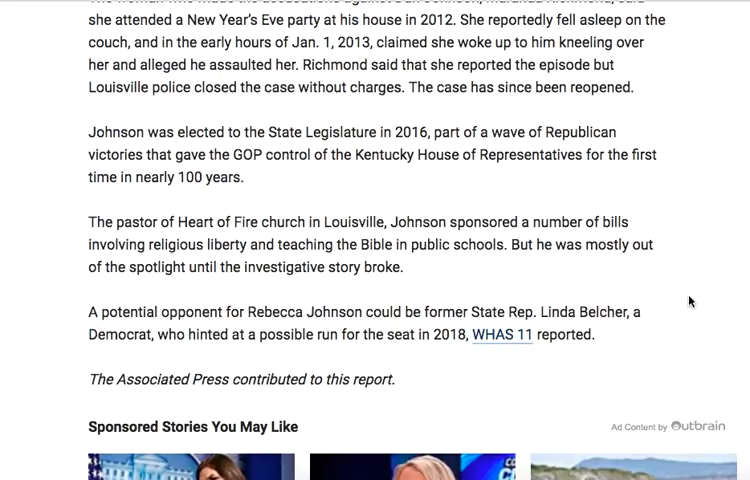 she attended a New Year's Eve party at his house in 2012. She reportedly fell asleep on the
couch, and in the early hours of Jan. 1, 2013, claimed she woke up to him kneeling over
her and alleged he assaulted her. Richmond said that she reported the episode but
Louisville police closed the case without charges. The case has since been reopened.
Johnson was elected to the State Legislature in 2016, part of a wave of Republican
victories that gave the GOP control of the Kentucky House of Representatives for the first
time in nearly 100 years.
The pastor of Heart of Fire church in Louisville, Johnson sponsored a number of bills
involving religious liberty and teaching the Bible in public schools. But he was mostly out
of the spotlight until the investigative story broke.
A potential opponent for Rebecca Johnson could be former State Rep. Linda Belcher, a
Democrat, who hinted at a possible run for the seat in 2018, WHAS 11 reported.
The Associated Press contributed to this report.
Sponsored Stories You May Like
Ad Content by Outbrain